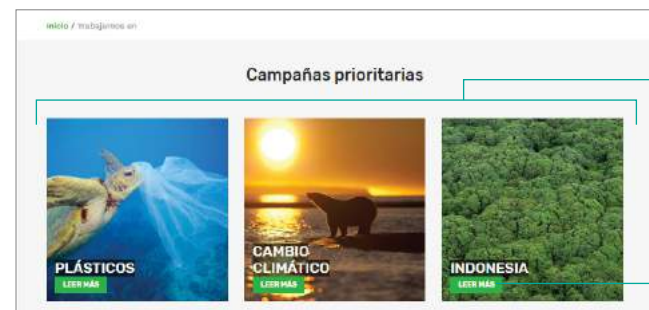 Inicio / Trabajamos en
Campañas prioritarias
PLÁSTICOS
LEER MÁS
CAMBIO
CLIMÁTICO
LEER MÁS
INDONESIA
LEER MÁS